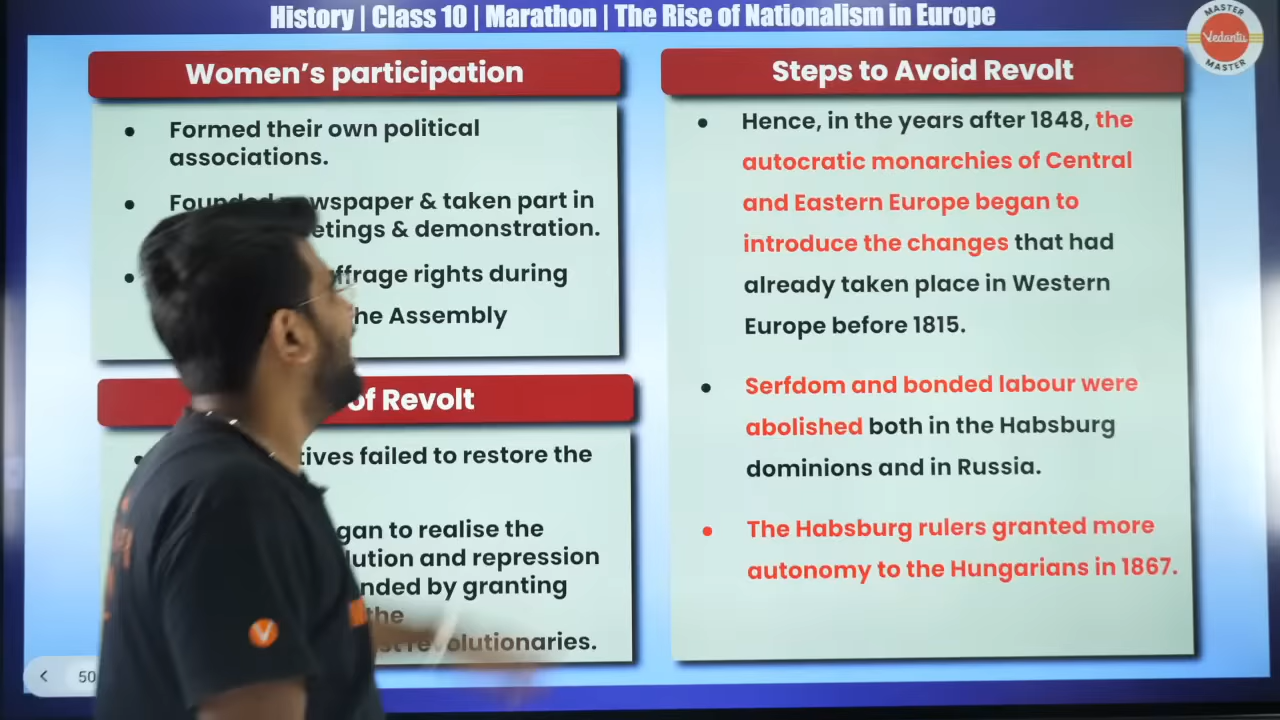 History | Class 10 | Marathon | The Rise of Nationalism in Europe
MASTER
Vedantu
MASTER
Women's participation
• Formed their own political
associations.
• Founded newspaper & taken part in
etings & demonstration.
• ffrage rights during
he Assembly
of Revolt
tives failed to restore the
gan to realise the
lution and repression
nded by granting
the
revolutionaries.
Steps to Avoid Revolt
• Hence, in the years after 1848, the
autocratic monarchies of Central
and Eastern Europe began to
introduce the changes that had
already taken place in Western
Europe before 1815.
• Serfdom and bonded labour were
abolished both in the Habsburg
dominions and in Russia.
• The Habsburg rulers granted more
autonomy to the Hungarians in 1867.
< 50
V